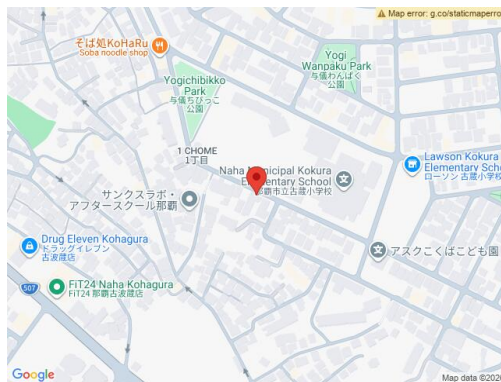 Map error: g.co/staticmaperro
そば処KoHaRu
Soba noodle shop
Yogi
Wanpaku Park
与儀わんぱく
公園
Yogichibikko
Park
与儀ちびっこ
公園
1 CHOME
1丁目
Naha Municipal Kokura
Elementary School
那覇市立古蔵小学校
Lawson Kokura
Elementary School
ローソン 古蔵小学校
サンクスラボ・
アフタースクール那覇
Drug Eleven Kohagura
ドラッグイレブン
古波蔵店
アスクこくばこども園
FiT24 Naha Kohagura
FiT24 那覇古波蔵店
507
Google
Map data ©202